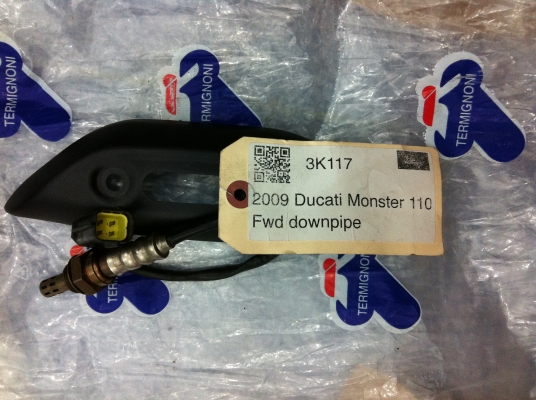 TERMIGNONI
TERMIGNONI
TERMIGNONI
3K117
2009 Ducati Monster 110
Fwd downpipe
TERMIGNONI